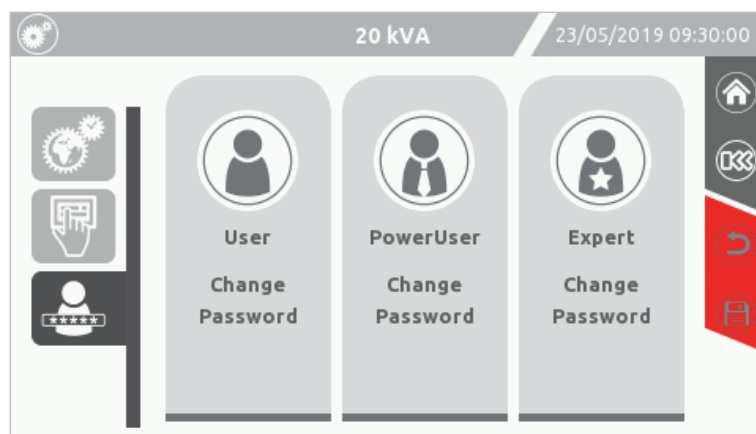 20 kVA
23/05/2019 09:30:00
User
Change
Password
PowerUser
Change
Password
Expert
Change
Password
*****